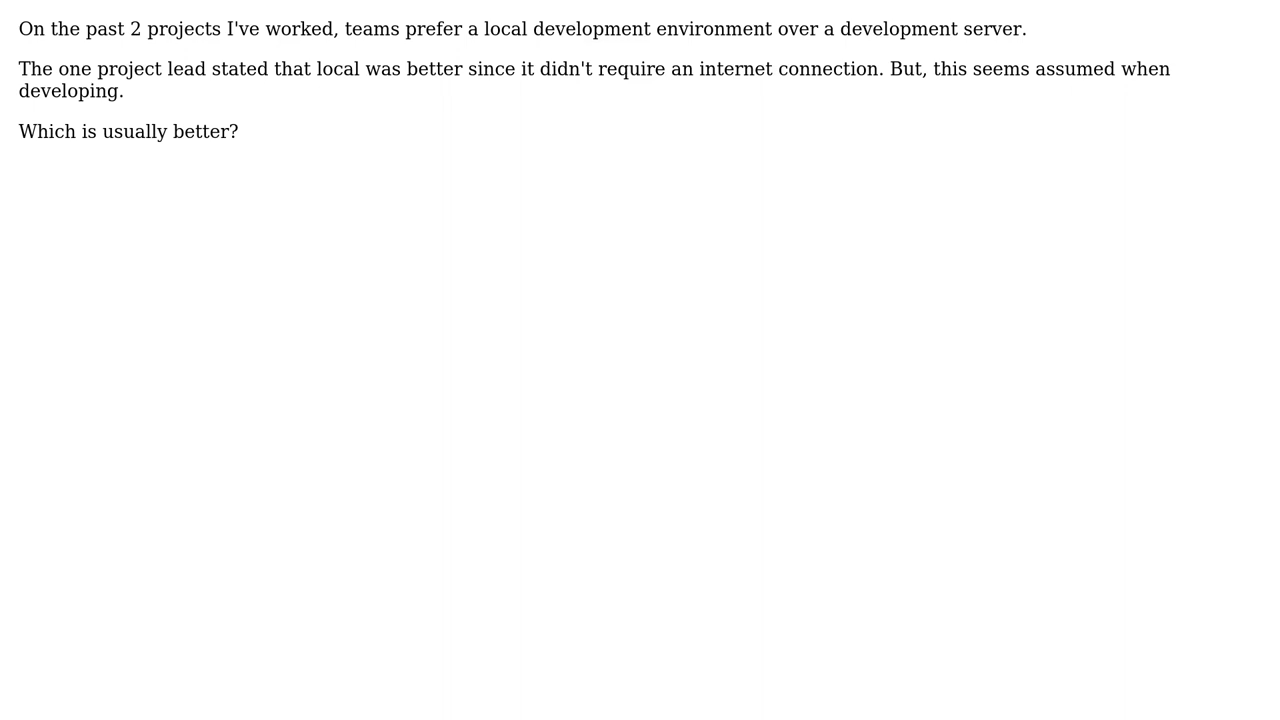 On the past 2 projects I've worked, teams prefer a local development environment over a development server.
The one project lead stated that local was better since it didn't require an internet connection. But, this seems assumed when
developing.
Which is usually better?